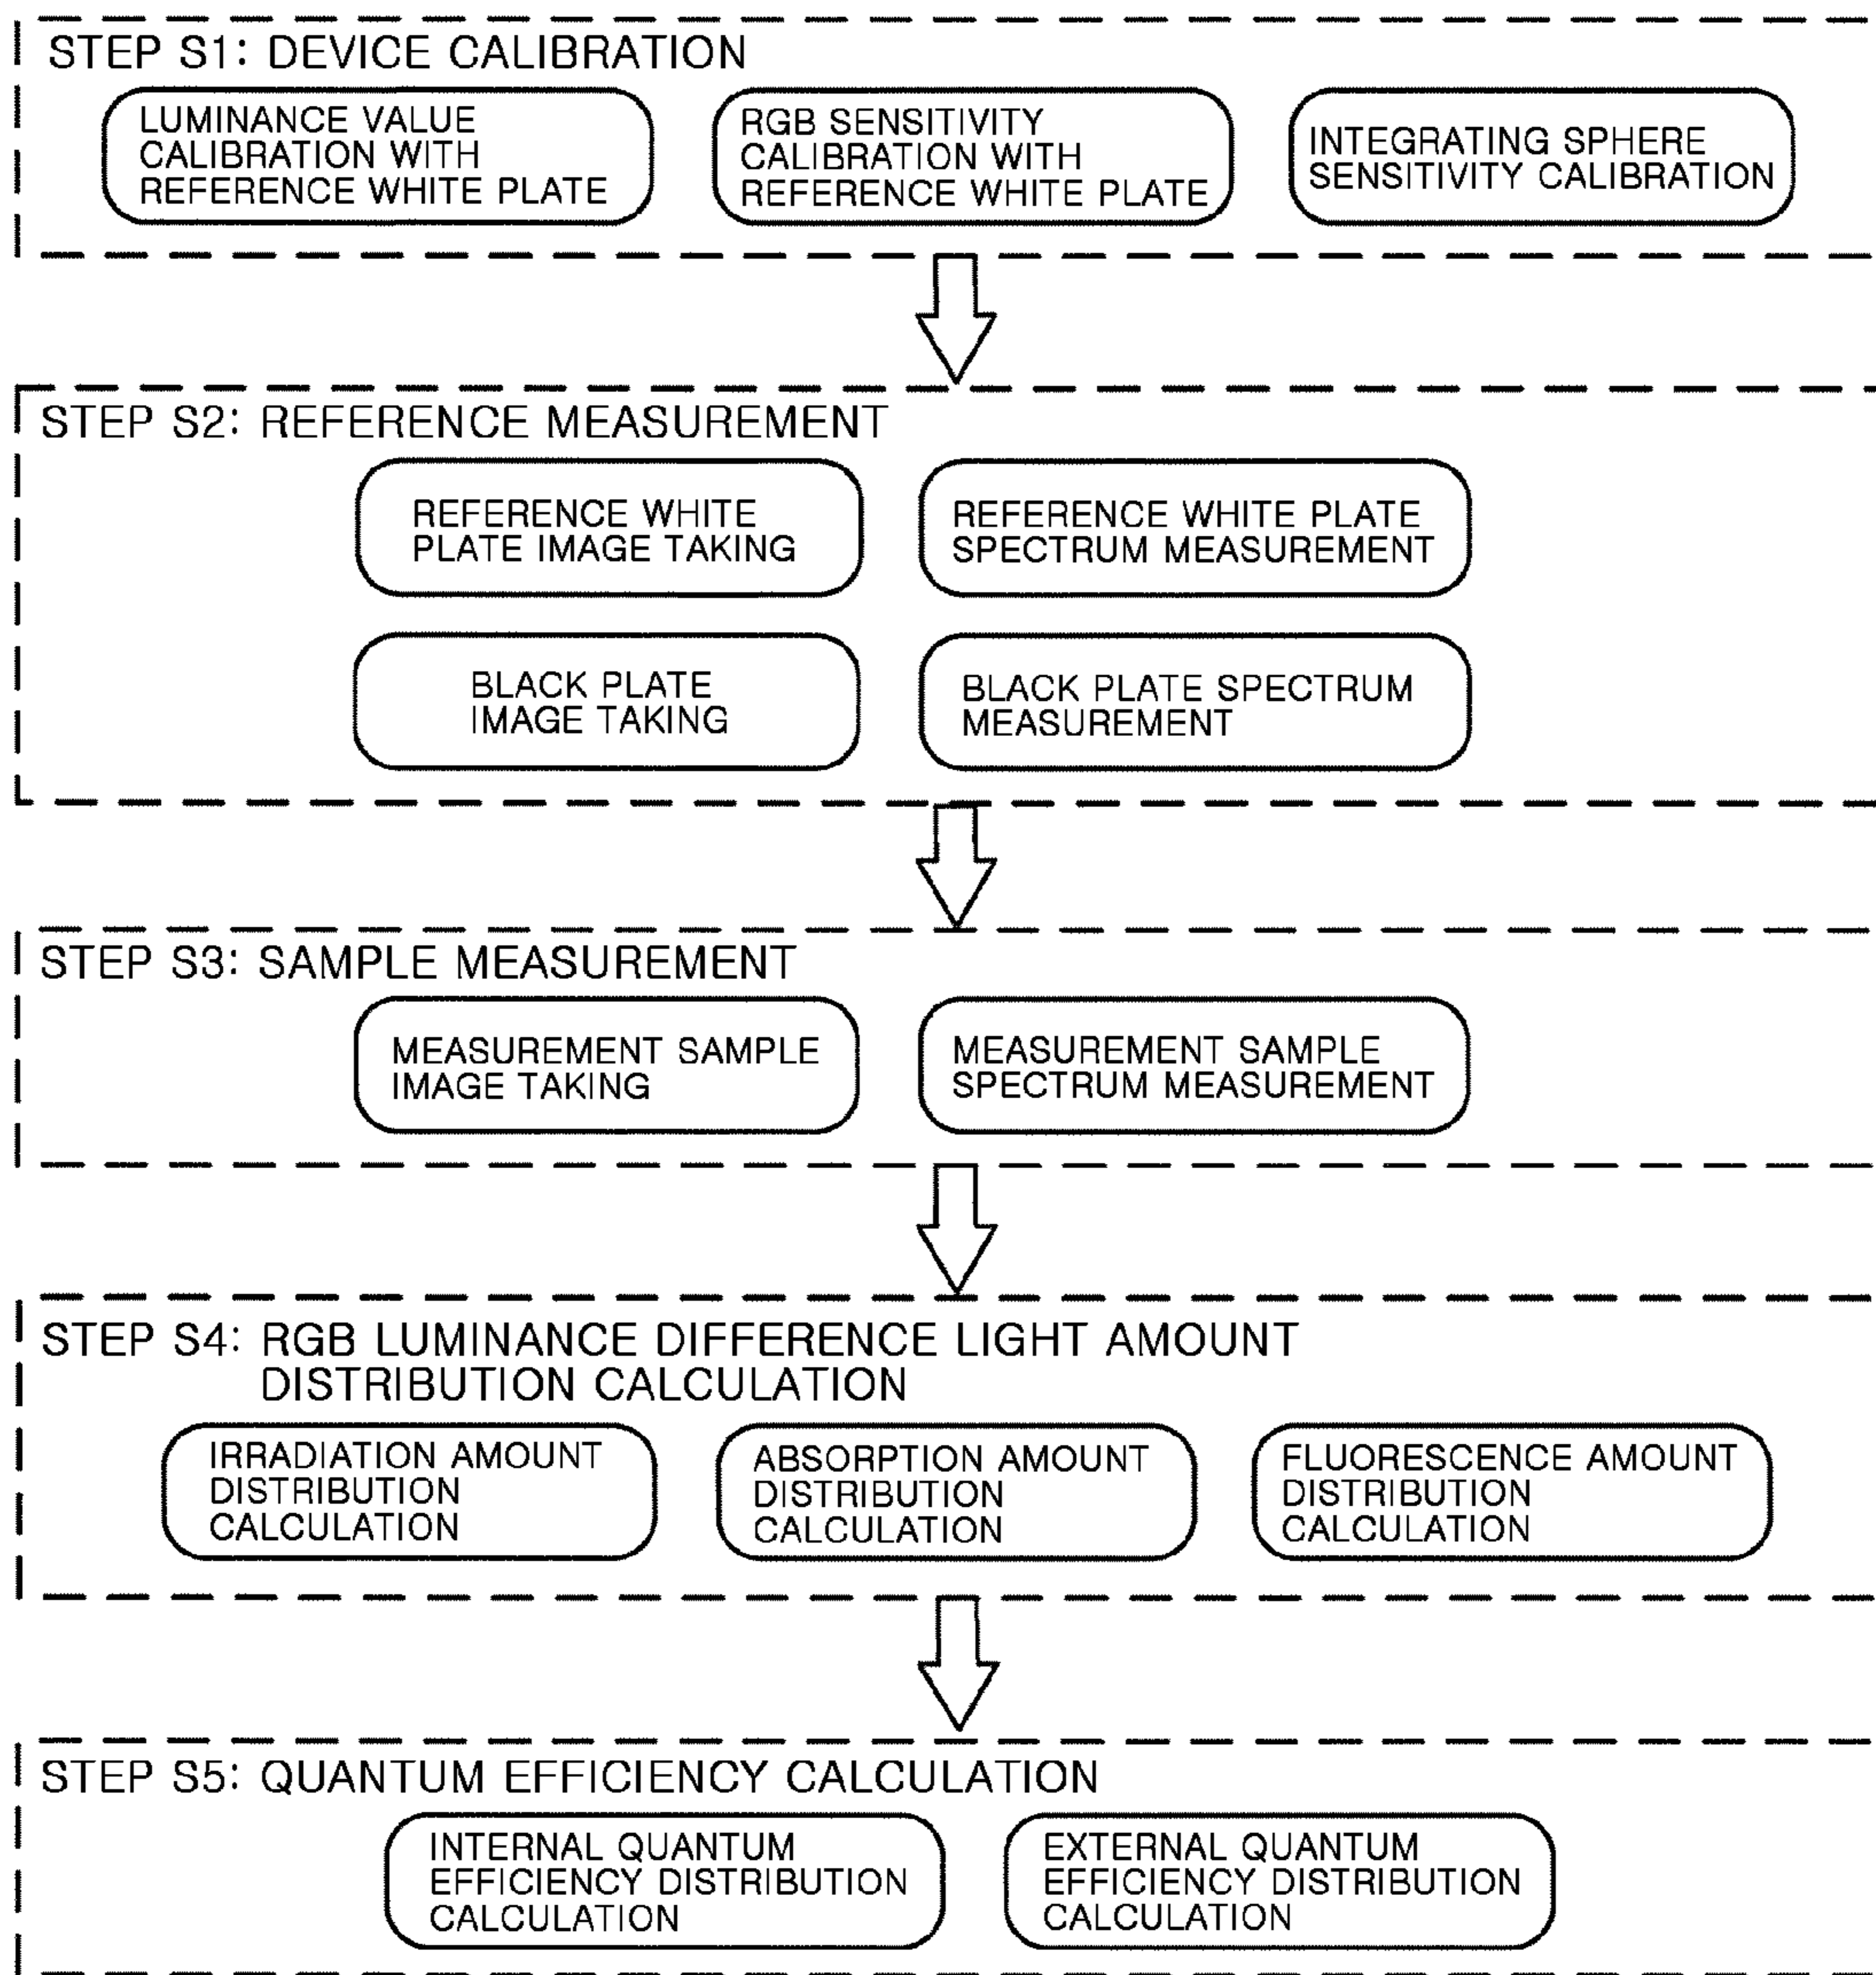 STEP S1: DEVICE CALIBRATION
LUMINANCE VALUE
CALIBRATION WITH
REFERENCE WHITE PLATE
RGB SENSITIVITY
CALIBRATION WITH
REFERENCE WHITE PLATE
INTEGRATING SPHERE
SENSITIVITY CALIBRATION
STEP S2: REFERENCE MEASUREMENT
REFERENCE WHITE
PLATE IMAGE TAKING
REFERENCE WHITE PLATE
SPECTRUM MEASUREMENT
BLACK PLATE
IMAGE TAKING
BLACK PLATE SPECTRUM
MEASUREMENT
STEP S3: SAMPLE MEASUREMENT
MEASUREMENT SAMPLE
IMAGE TAKING
MEASUREMENT SAMPLE
SPECTRUM MEASUREMENT
STEP S4: RGB LUMINANCE DIFFERENCE LIGHT AMOUNT
DISTRIBUTION CALCULATION
IRRADIATION AMOUNT
DISTRIBUTION
CALCULATION
ABSORPTION AMOUNT
DISTRIBUTION
CALCULATION
FLUORESCENCE AMOUNT
DISTRIBUTION
CALCULATION
STEP S5: QUANTUM EFFICIENCY CALCULATION
INTERNAL QUANTUM
EFFICIENCY DISTRIBUTION
CALCULATION
EXTERNAL QUANTUM
EFFICIENCY DISTRIBUTION
CALCULATION